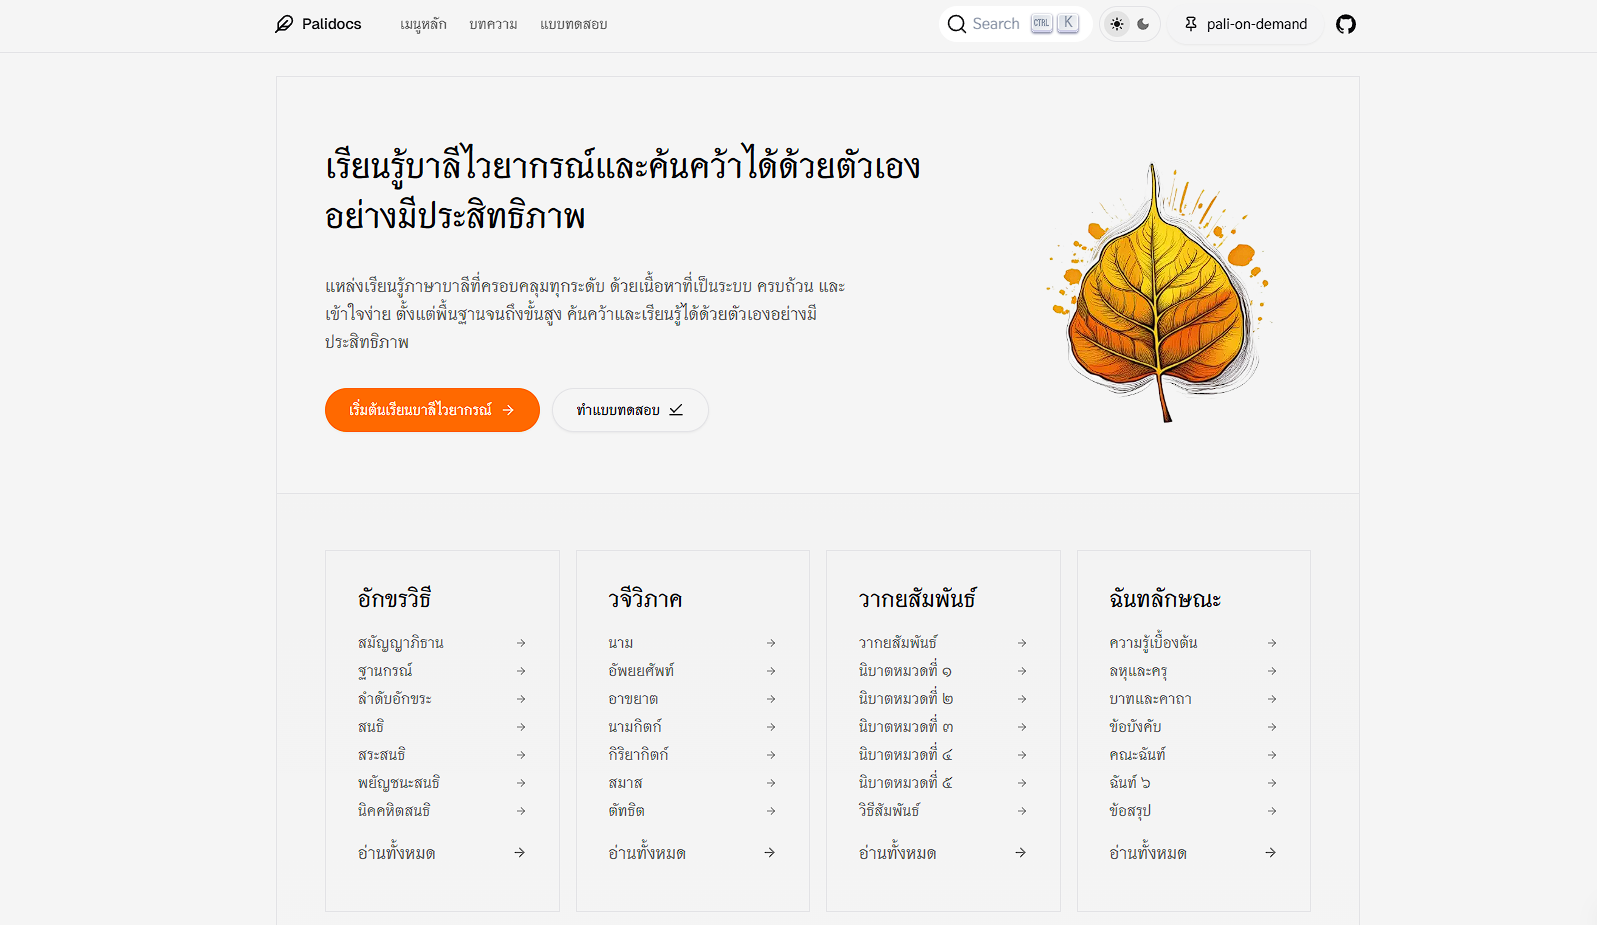 Palidocs
เมนูหลัก
บทความ
แบบทดสอบ
Search
CTRL
K
pali-on-demand
เรียนรู้บาลีไวยากรณ์และค้นคว้าได้ด้วยตัวเอง
อย่างมีประสิทธิภาพ
แหล่งเรียนรู้ภาษาบาลีที่ครอบคลุมทุกระดับ ด้วยเนื้อหาที่เป็นระบบ ครบถ้วน และ
เข้าใจง่าย ตั้งแต่พื้นฐานจนถึงขั้นสูง ค้นคว้าและเรียนรู้ได้ด้วยตัวเองอย่างมี
ประสิทธิภาพ
เริ่มต้นเรียนบาลีไวยากรณ์
ทำแบบทดสอบ
อักขรวิธี
สมัญญาภิธาน
ฐานกรณ์
ลำดับอักขระ
สนธิ
สระสนธิ
พยัญชนะสนธิ
นิคคหิตสนธิ
อ่านทั้งหมด
วจีวิภาค
นาม
อัพยยศัพท์
อาขยาต
นามกิตก์
กิริยากิตก์
สมาส
ตัทธิต
อ่านทั้งหมด
วากยสัมพันธ์
วากยสัมพันธ์
นิบาตหมวดที่ ๑
นิบาตหมวดที่ ๒
นิบาตหมวดที่ ๓
นิบาตหมวดที่ ๔
นิบาตหมวดที่ ๕
วิธีสัมพันธ์
อ่านทั้งหมด
ฉันทลักษณะ
ความรู้เบื้องต้น
ลหุและครุ
บาทและคาถา
ข้อบังคับ
คณะฉันท์
ฉันท์ ๖
ข้อสรุป
อ่านทั้งหมด